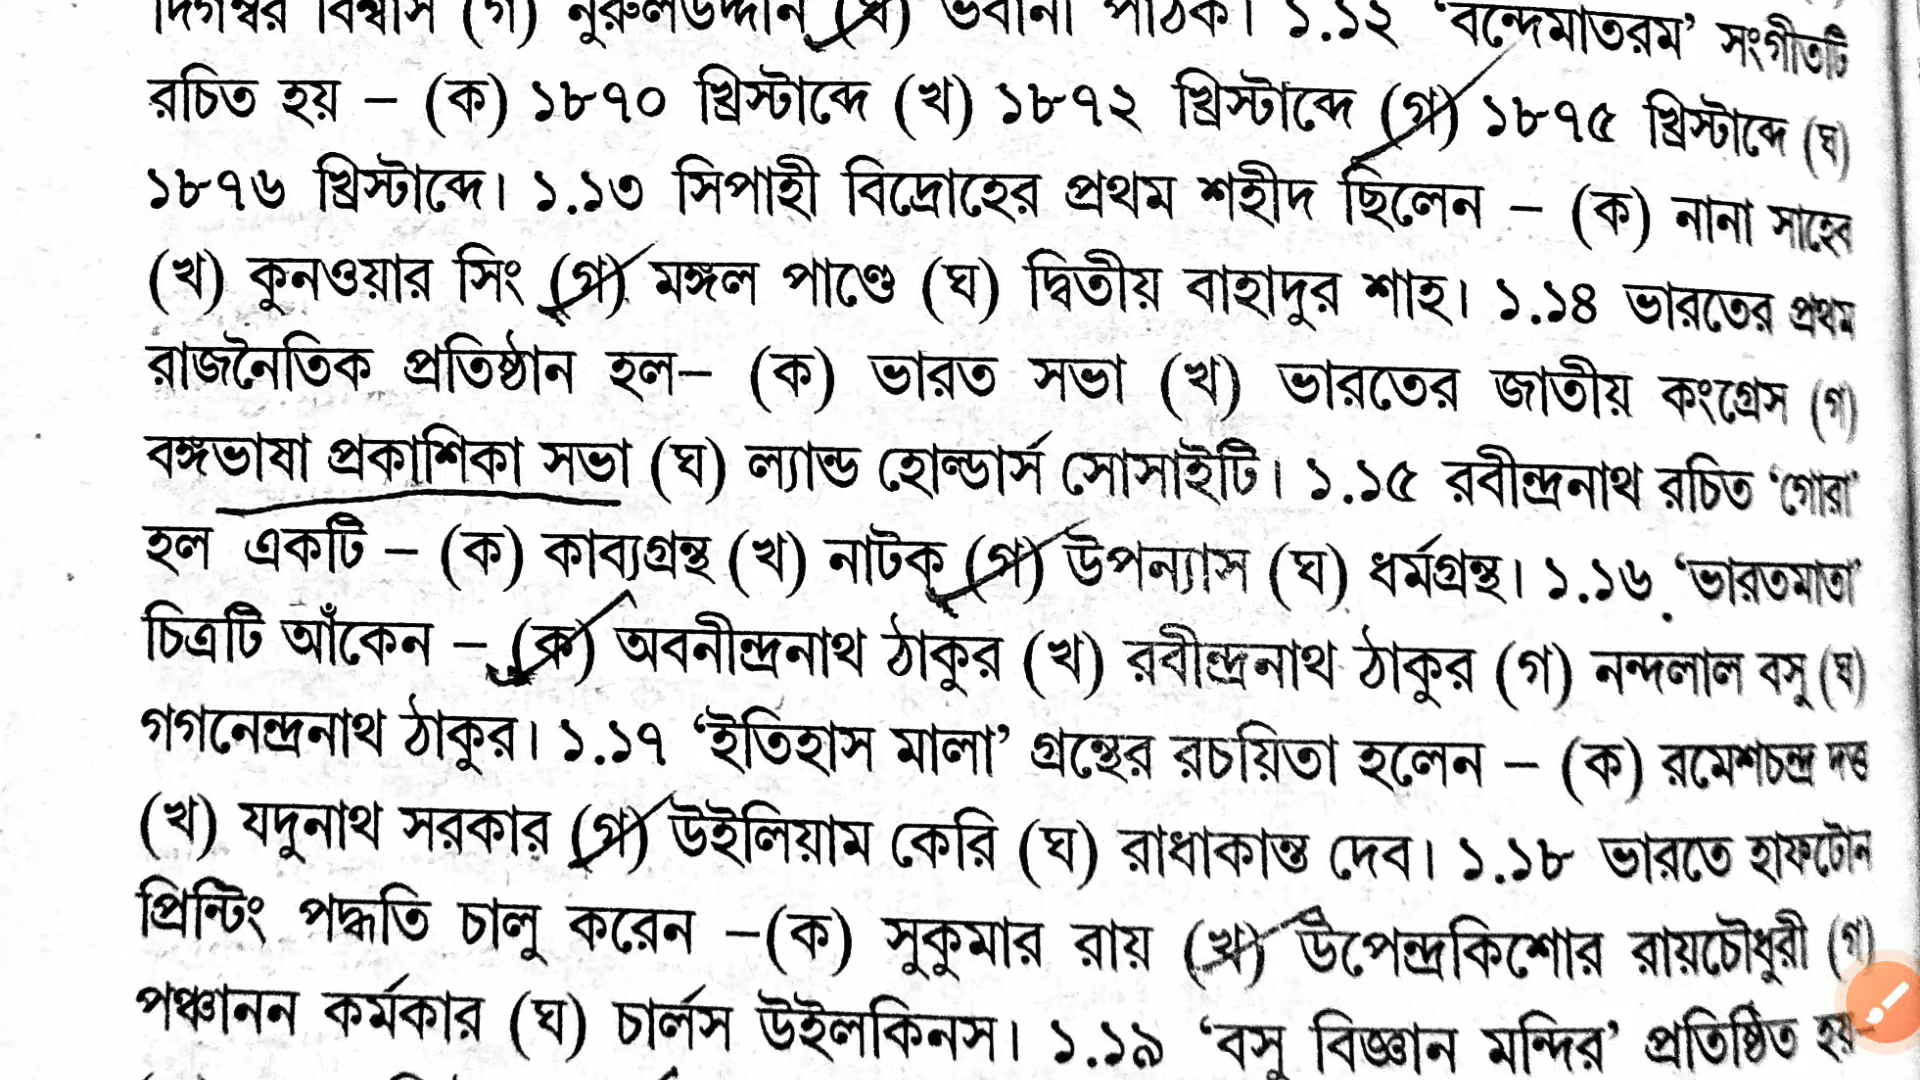 দিগম্বর বিশ্বাস (গ) নুরুলউদ্দান (ঘ) ভবানী পাঠক। ১.১২ 'বন্দেমাতরম' সংগীতটি
রচিত হয় – (ক) ১৮৭০ খ্রিস্টাব্দে (খ) ১৮৭২ খ্রিস্টাব্দে (গ) ১৮৭৫ খ্রিস্টাব্দে (ঘ)
১৮৭৬ খ্রিস্টাব্দে। ১.১৩ সিপাহী বিদ্রোহের প্রথম শহীদ ছিলেন – (ক) নানা সাহেব
(খ) কুনওয়ার সিং (গ) মঙ্গল পাণ্ডে (ঘ) দ্বিতীয় বাহাদুর শাহ। ১.১৪ ভারতের প্রথম
রাজনৈতিক প্রতিষ্ঠান হল– (ক) ভারত সভা (খ) ভারতের জাতীয় কংগ্রেস (গ)
বঙ্গভাষা প্রকাশিকা সভা (ঘ) ল্যান্ড হোল্ডার্স সোসাইটি। ১.১৫ রবীন্দ্রনাথ রচিত 'গোরা'
হল একটি – (ক) কাব্যগ্রন্থ (খ) নাটক (গ) উপন্যাস (ঘ) ধর্মগ্রন্থ। ১.১৬ 'ভারতমাতা'
চিত্রটি আঁকেন – (ক) অবনীন্দ্রনাথ ঠাকুর (খ) রবীন্দ্রনাথ ঠাকুর (গ) নন্দলাল বসু (ঘ)
গগনেন্দ্রনাথ ঠাকুর। ১.১৭ 'ইতিহাস মালা' গ্রন্থের রচয়িতা হলেন – (ক) রমেশচন্দ্র দত্ত
(খ) যদুনাথ সরকার (গ) উইলিয়াম কেরি (ঘ) রাধাকান্ত দেব। ১.১৮ ভারতে হাফটোন
প্রিন্টিং পদ্ধতি চালু করেন –(ক) সুকুমার রায় (খ) উপেন্দ্রকিশোর রায়চৌধুরী (গ)
পঞ্চানন কর্মকার (ঘ) চার্লস উইলকিনস। ১.১৯ 'বসু বিজ্ঞান মন্দির' প্রতিষ্ঠিত হয়–